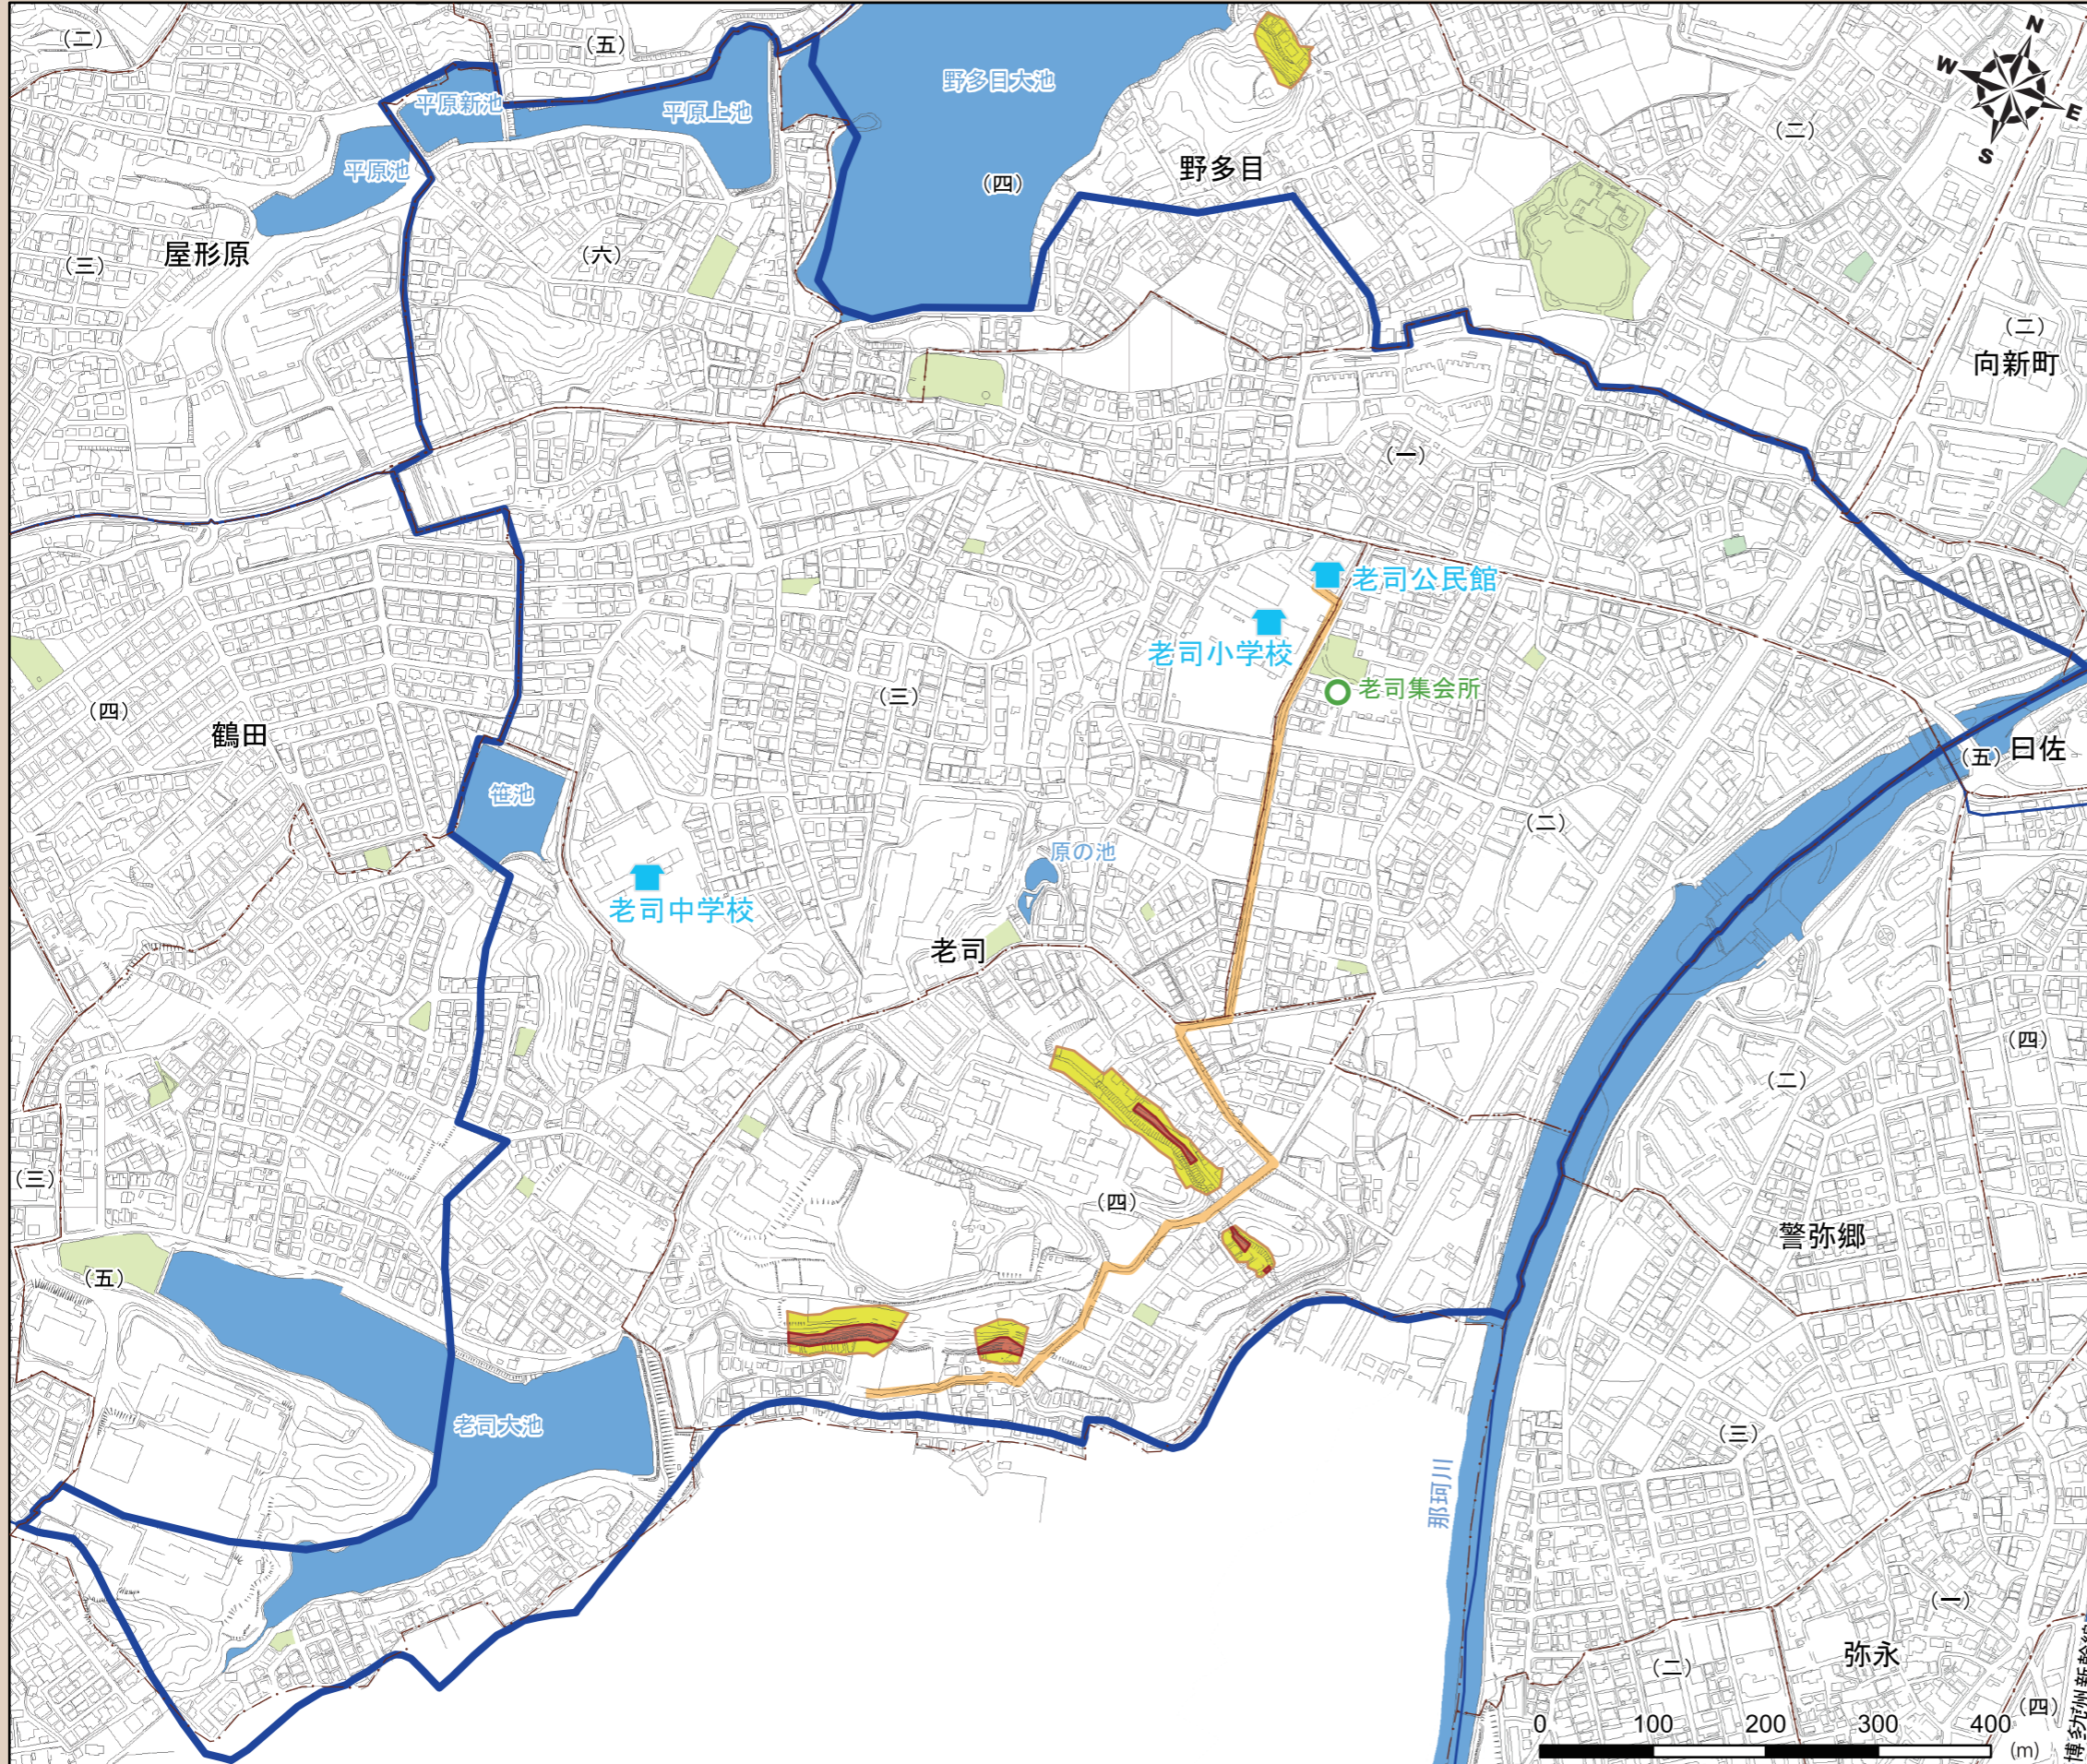 (二)
(五)
野多目大池
N
W
E
S
平原新池
平原上池
(二)
平原池
野多目
(四)
屋形原
(三)
(六)
(二)
向新町
(一)
老司公民館
老司小学校
老司集会所
(三)
(四)
鶴田
(五)
曰佐
笹池
(二)
原の池
老司中学校
老司
(四)
(二)
(三)
(四)
警弥郷
(五)
老司大池
(三)
那珂川
(一)
弥永
(二)
(四)
0
100
200
300
400
(m)